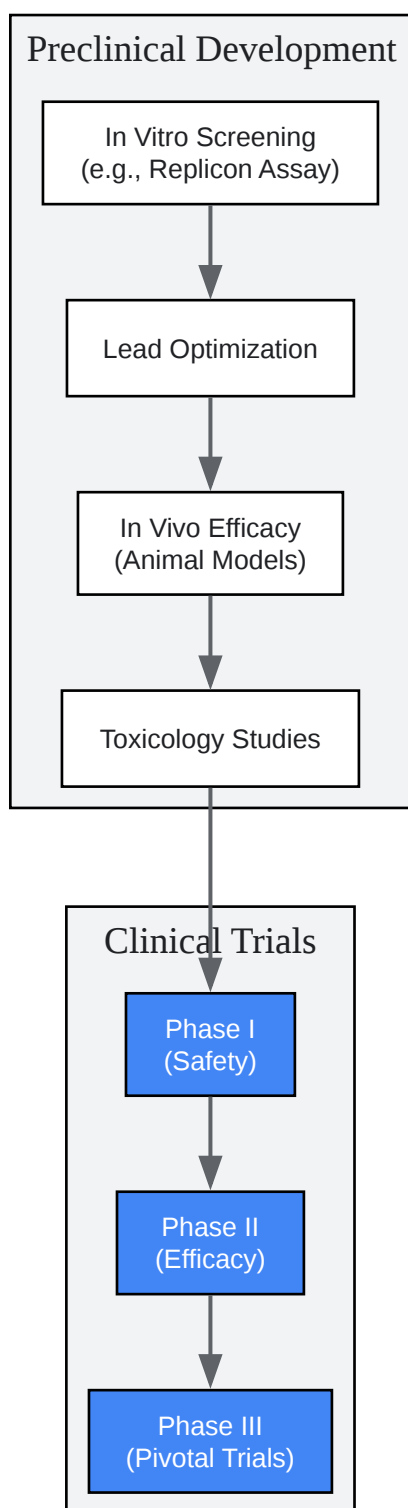 Preclinical Development
In Vitro Screening
(e.g., Replicon Assay)
Lead Optimization
In Vivo Efficacy
(Animal Models)
Toxicology Studies
Clinical Trials
Phase I
(Safety)
Phase II
(Efficacy)
Phase III
(Pivotal Trials)